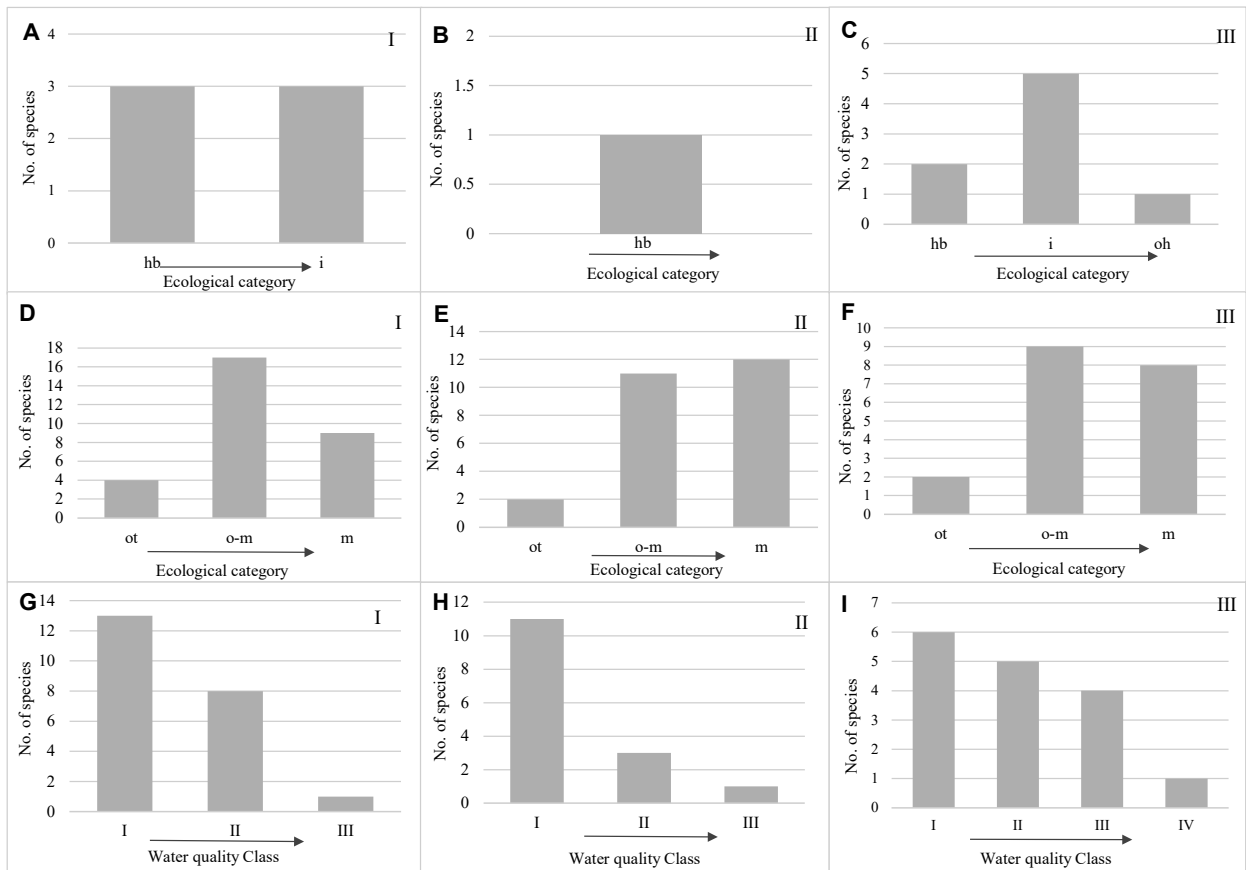 A
I
No. of species
4
3
2
1
0
hb
i
Ecological category
B
II
No. of species
2
1.5
1
0.5
0
hb
Ecological category
C
III
No. of species
6
5
4
3
2
1
0
hb
i
oh
Ecological category
D
I
No. of species
18
16
14
12
10
8
6
4
2
0
ot
o-m
m
Ecological category
E
II
No. of species
14
12
10
8
6
4
2
0
ot
o-m
m
Ecological category
F
III
No. of species
10
9
8
7
6
5
4
3
2
1
0
ot
o-m
m
Ecological category
G
I
No. of species
14
12
10
8
6
4
2
0
I
II
III
Water quality Class
H
II
No. of species
12
10
8
6
4
2
0
I
II
III
Water quality Class
I
III
No. of species
7
6
5
4
3
2
1
0
I
II
III
IV
Water quality Class